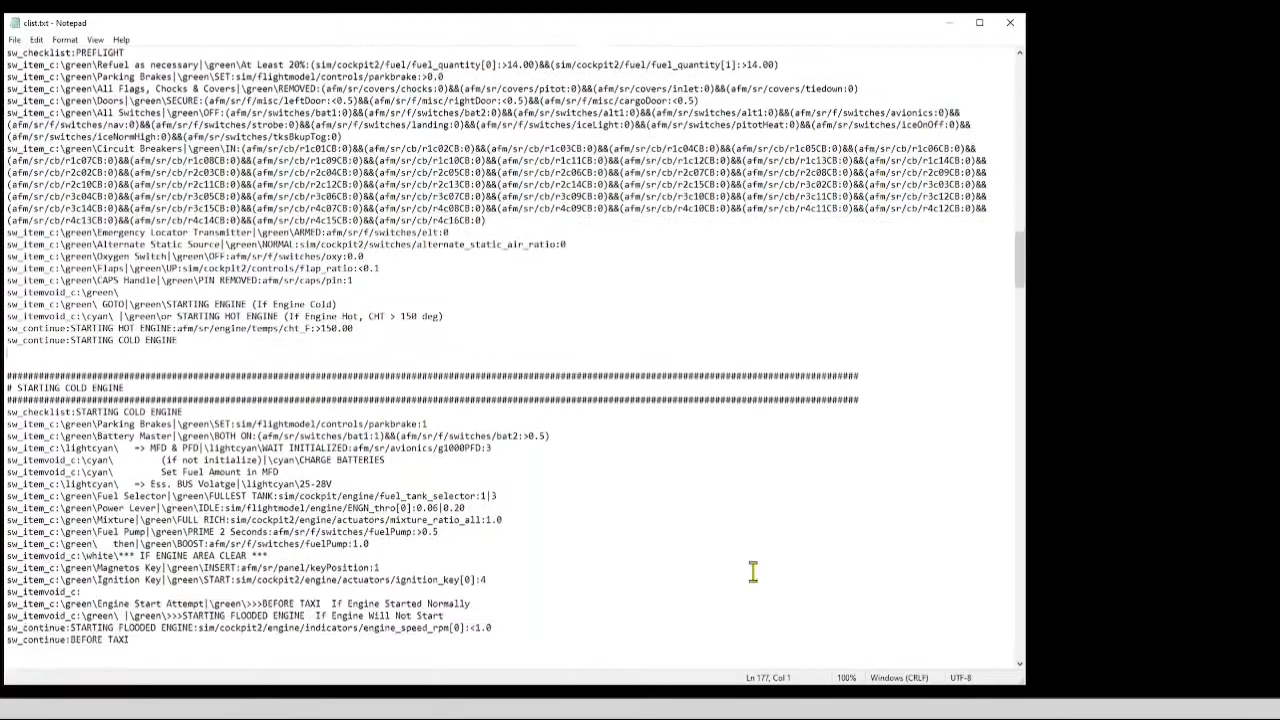 clist.txt - Notepad
File Edit Format View Help
sw_checklist:PREFLIGHT
sw_item_c:\green\Refuel as necessary|\green\At Least 20%:(sim/cockpit2/fuel/fuel_quantity[0]:>14.00)&&(sim/cockpit2/fuel/fuel_quantity[1]:>14.00)
sw_item_c:\green\Parking Brakes|\green\SET:sim/flightmodel/controls/parkbrake:>0.0
sw_item_c:\green\All Flags, Chocks & Covers|\green\REMOVED:(afm/sr/covers/chocks:0)&&(afm/sr/covers/pitot:0)&&(afm/sr/covers/inlet:0)&&(afm/sr/covers/tiedown:0)
sw_item_c:\green\Doors|\green\SECURE:(afm/sr/f/misc/leftDoor:<0.5)&&(afm/sr/f/misc/rightDoor:<0.5)&&(afm/sr/f/misc/cargoDoor:<0.5)
sw_item_c:\green\All Switches|\green\OFF:(afm/sr/switches/bat1:0)&&(afm/sr/switches/bat2:0)&&(afm/sr/switches/alt1:0)&&(afm/sr/switches/alt1:0)&&(afm/sr/switches/avionics:0)&&
(afm/sr/f/switches/nav:0)&&(afm/sr/f/switches/strobe:0)&&(afm/sr/f/switches/landing:0)&&(afm/sr/f/switches/iceLight:0)&&(afm/sr/switches/pitotHeat:0)&&(afm/sr/switches/iceOnOff:0)&&
(afm/sr/switches/iceNormHigh:0)&&(afm/sr/switches/tksBkupTog:0)
sw_item_c:\green\Circuit Breakers|\green\IN:(afm/sr/cb/r1c01CB:0)&&(afm/sr/cb/r1c02CB:0)&&(afm/sr/cb/r1c03CB:0)&&(afm/sr/cb/r1c04CB:0)&&(afm/sr/cb/r1c05CB:0)&&(afm/sr/cb/r1c06CB:0)&&
(afm/sr/cb/r1c07CB:0)&&(afm/sr/cb/r1c08CB:0)&&(afm/sr/cb/r1c09CB:0)&&(afm/sr/cb/r1c10CB:0)&&(afm/sr/cb/r1c11CB:0)&&(afm/sr/cb/r1c12CB:0)&&(afm/sr/cb/r1c13CB:0)&&(afm/sr/cb/r1c14CB:0)&&
(afm/sr/cb/r2c02CB:0)&&(afm/sr/cb/r2c03CB:0)&&(afm/sr/cb/r2c04CB:0)&&(afm/sr/cb/r2c05CB:0)&&(afm/sr/cb/r2c06CB:0)&&(afm/sr/cb/r2c07CB:0)&&(afm/sr/cb/r2c08CB:0)&&(afm/sr/cb/r2c09CB:0)&&
(afm/sr/cb/r2c10CB:0)&&(afm/sr/cb/r2c11CB:0)&&(afm/sr/cb/r2c12CB:0)&&(afm/sr/cb/r2c13CB:0)&&(afm/sr/cb/r2c14CB:0)&&(afm/sr/cb/r2c15CB:0)&&(afm/sr/cb/r3c02CB:0)&&(afm/sr/cb/r3c03CB:0)&&
(afm/sr/cb/r3c04CB:0)&&(afm/sr/cb/r3c05CB:0)&&(afm/sr/cb/r3c06CB:0)&&(afm/sr/cb/r3c07CB:0)&&(afm/sr/cb/r3c09CB:0)&&(afm/sr/cb/r3c10CB:0)&&(afm/sr/cb/r3c11CB:0)&&(afm/sr/cb/r3c12CB:0)&&
(afm/sr/cb/r3c14CB:0)&&(afm/sr/cb/r3c15CB:0)&&(afm/sr/cb/r4c07CB:0)&&(afm/sr/cb/r4c08CB:0)&&(afm/sr/cb/r4c09CB:0)&&(afm/sr/cb/r4c10CB:0)&&(afm/sr/cb/r4c11CB:0)&&(afm/sr/cb/r4c12CB:0)&&
(afm/sr/cb/r4c13CB:0)&&(afm/sr/cb/r4c14CB:0)&&(afm/sr/cb/r4c15CB:0)&&(afm/sr/cb/r4c16CB:0)
sw_item_c:\green\Emergency Locator Transmitter|\green\ARMED:afm/sr/f/switches/elt:0
sw_item_c:\green\Alternate Static Source|\green\NORMAL:sim/cockpit2/switches/alternate_static_air_ratio:0
sw_item_c:\green\Oxygen Switch|\green\OFF:afm/sr/f/switches/oxy:0.0
sw_item_c:\green\Flaps|\green\UP:sim/cockpit2/controls/flap_ratio:<0.1
sw_item_c:\green\CAPS Handle|\green\PIN REMOVED:afm/sr/caps/pin:1
sw_itemvoid_c:\green\
sw_item_c:\green\ GOTO|\green\STARTING ENGINE (If Engine Cold)
sw_itemvoid_c:\cyan\ |\green\or STARTING HOT ENGINE (If Engine Hot, CHT > 150 deg)
sw_continue:STARTING HOT ENGINE:afm/sr/engine/temps/cht_F:>150.00
sw_continue:STARTING COLD ENGINE
################################################################################################################################
# STARTING COLD ENGINE
################################################################################################################################
sw_checklist:STARTING COLD ENGINE
sw_item_c:\green\Parking Brakes|\green\SET:sim/flightmodel/controls/parkbrake:1
sw_item_c:\green\Battery Master|\green\BOTH ON:(afm/sr/switches/bat1:1)&&(afm/sr/f/switches/bat2:>0.5)
sw_item_c:\lightcyan\   => MFD & PFD|\lightcyan\WAIT INITIALIZED:afm/sr/avionics/g1000PFD:3
sw_itemvoid_c:\cyan\       (if not initialize)|\cyan\CHARGE BATTERIES
sw_itemvoid_c:\cyan\       Set Fuel Amount in MFD
sw_item_c:\lightcyan\   => Ess. BUS Volatge|\lightcyan\25-28V
sw_item_c:\green\Fuel Selector|\green\FULLEST TANK:sim/cockpit/engine/fuel_tank_selector:1|3
sw_item_c:\green\Power Lever|\green\IDLE:sim/flightmodel/engine/ENGN_thro[0]:0.06|0.20
sw_item_c:\green\Mixture|\green\FULL RICH:sim/cockpit2/engine/actuators/mixture_ratio_all:1.0
sw_item_c:\green\Fuel Pump|\green\PRIME 2 Seconds:afm/sr/f/switches/fuelPump:>0.5
sw_item_c:\green\   then|\green\BOOST:afm/sr/f/switches/fuelPump:1.0
sw_itemvoid_c:\white\*** IF ENGINE AREA CLEAR ***
sw_item_c:\green\Magnetos Key|\green\INSERT:afm/sr/panel/keyPosition:1
sw_item_c:\green\Ignition Key|\green\START:sim/cockpit2/engine/actuators/ignition_key[0]:4
sw_itemvoid_c:
sw_item_c:\green\Engine Start Attempt|\green\>>>BEFORE TAXI  If Engine Started Normally
sw_itemvoid_c:\green\ |\green\>>>STARTING FLOODED ENGINE  If Engine Will Not Start
sw_continue:STARTING FLOODED ENGINE:sim/cockpit2/engine/indicators/engine_speed_rpm[0]:<1.0
sw_continue:BEFORE TAXI
Ln 177, Col 1 100% Windows (CRLF) UTF-8